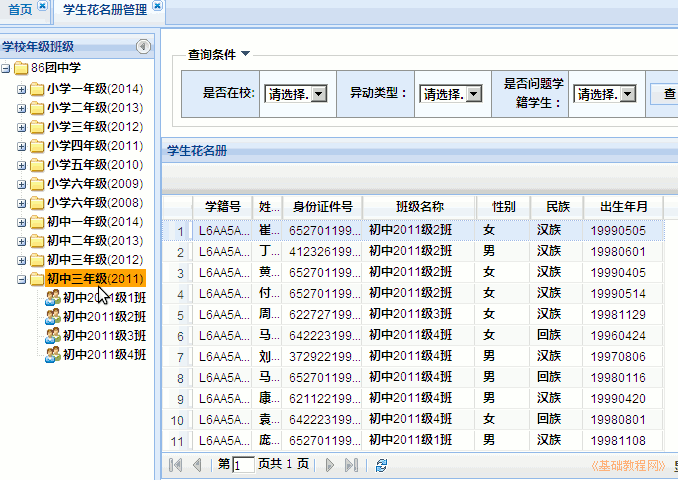 首页 学生花名册管理
学校年级班级
86团中学
小学一年级(2014)
小学二年级(2013)
小学三年级(2012)
小学四年级(2011)
小学五年级(2010)
小学六年级(2009)
小学六年级(2008)
初中一年级(2014)
初中二年级(2013)
初中三年级(2012)
初中三年级(2011)
初中2011级1班
初中2011级2班
初中2011级3班
初中2011级4班
查询条件
是否在校: 请选择. 异动类型: 请选择. 是否问题学籍学生: 请选择. 查
学生花名册
学籍号 姓... 身份证件号 班级名称 性别 民族 出生年月
1 L6AA5A... 崔... 652701199... 初中2011级2班 女 汉族 19990505
2 L6AA5A... 丁... 412326199... 初中2011级2班 男 汉族 19980601
3 L6AA5A... 黄... 652701199... 初中2011级2班 女 汉族 19990405
4 L6AA5A... 付... 652701199... 初中2011级2班 女 汉族 19990514
5 L6AA5A... 周... 622727199... 初中2011级3班 女 汉族 19981129
6 L6AA5A... 马... 642223199... 初中2011级4班 女 回族 19960424
7 L6AA5A... 刘... 372922199... 初中2011级4班 男 汉族 19970806
8 L6AA5A... 马... 652701199... 初中2011级4班 男 回族 19980116
9 L6AA5A... 康... 621122199... 初中2011级4班 男 汉族 19990420
10 L6AA5A... 袁... 642223199... 初中2011级4班 女 回族 19980801
11 L6AA5A... 庞... 652701199... 初中2011级1班 男 汉族 19981108
第 1 页共 1 页
《基础教程网》